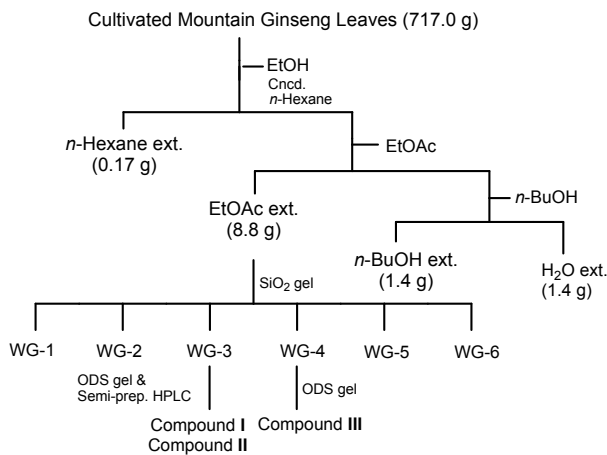 Cultivated Mountain Ginseng Leaves (717.0 g)
EtOH
Cncd.
n-Hexane
n-Hexane ext.
(0.17 g)
EtOAc
EtOAc ext.
(8.8 g)
n-BuOH
n-BuOH ext.
(1.4 g)
H₂O ext.
(1.4 g)
SiO₂ gel
WG-1 WG-2 WG-3 WG-4 WG-5 WG-6
ODS gel &
Semi-prep. HPLC
ODS gel
Compound I Compound III
Compound II